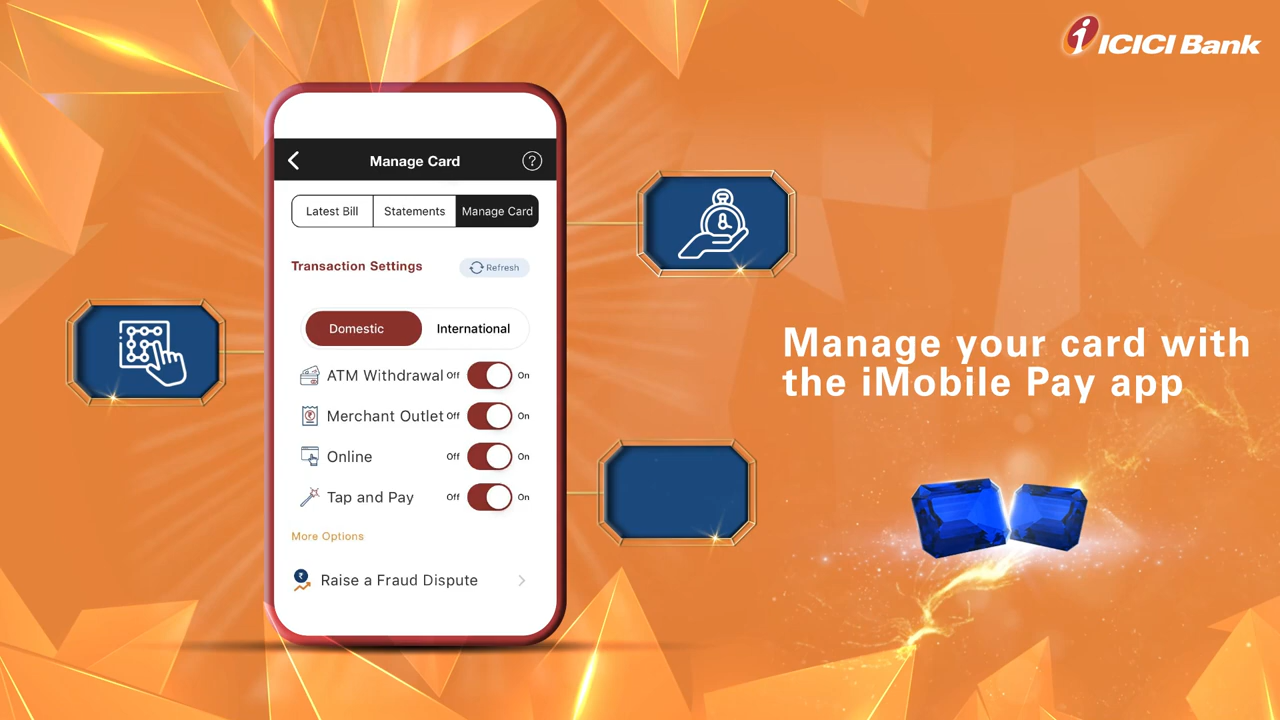 ICICI Bank
Manage Card
?
Latest Bill
Statements
Manage Card
Transaction Settings
Refresh
Domestic
International
ATM Withdrawal Off On
Merchant Outlet Off On
Online Off On
Tap and Pay Off On
More Options
₹ Raise a Fraud Dispute
Manage your card with
the iMobile Pay app